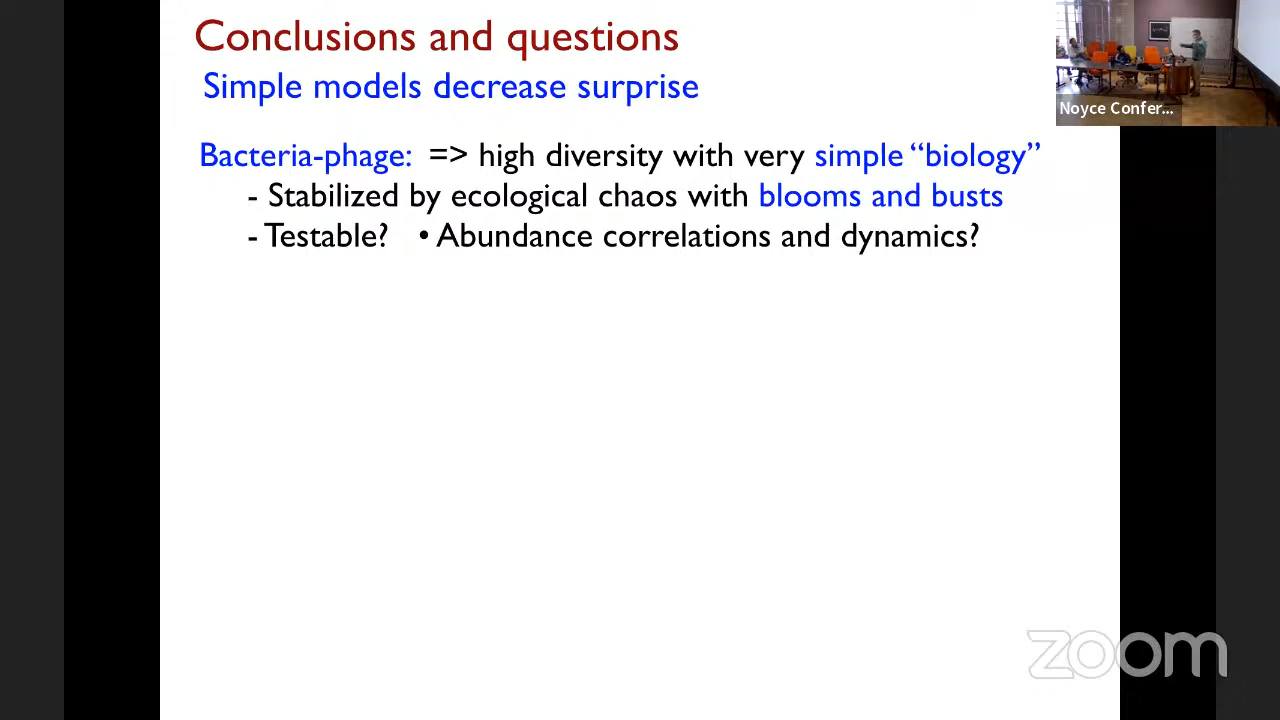 Conclusions and questions
Simple models decrease surprise
Bacteria-phage: => high diversity with very simple “biology”
- Stabilized by ecological chaos with blooms and busts
- Testable? • Abundance correlations and dynamics?
Noyce Confer...
zoom